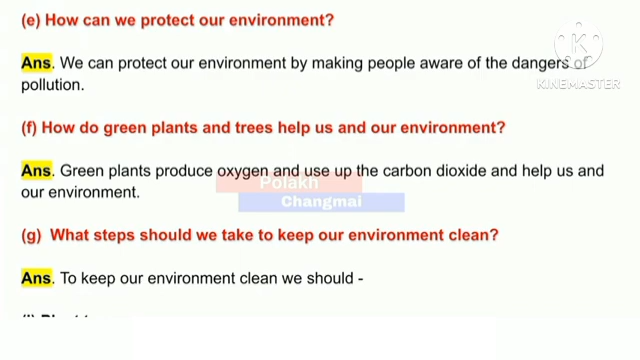 (e) How can we protect our environment?
Ans. We can protect our environment by making people aware of the dangers of
pollution.
KINEMASTER
(f) How do green plants and trees help us and our environment?
Ans. Green plants produce oxygen and use up the carbon dioxide and help us and
Polakh
our environment.
Changmai
(g) What steps should we take to keep our environment clean?
Ans. To keep our environment clean we should -